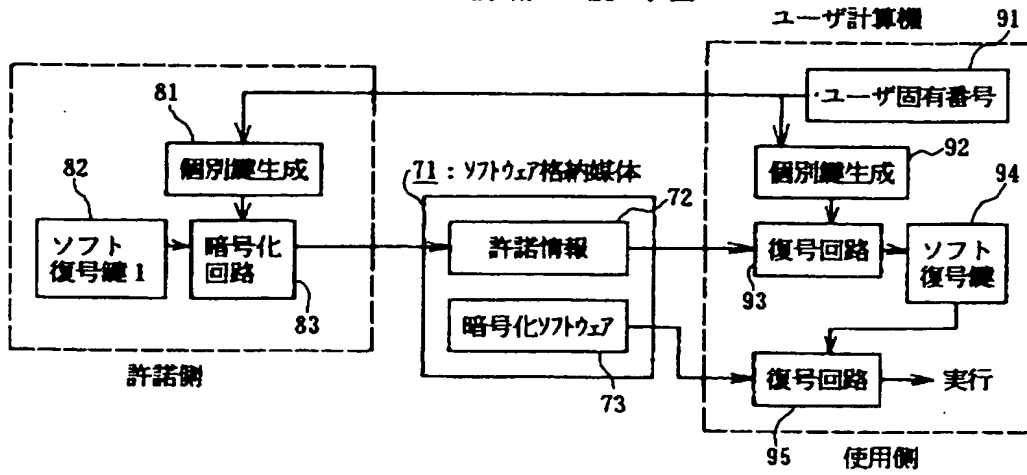 ユーザ計算機
91
・ユーザ固有番号
81
個別鍵生成
92
個別鍵生成
82
71：ソフトウェア格納媒体
72
94
ソフト
復号鍵1
暗号化
回路
許諾情報
復号回路
ソフト
復号鍵
83
93
暗号化ソフトウェア
73
復号回路
実行
95
許諾側
使用側